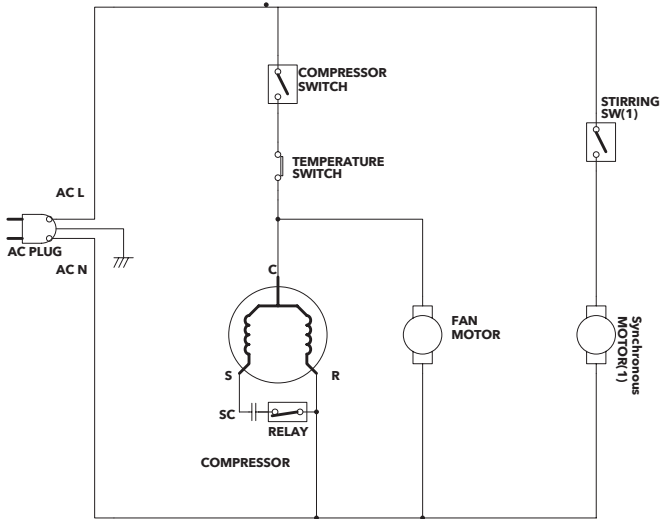 COMPRESSOR
SWITCH
STIRRING
SW(1)
TEMPERATURE
SWITCH
AC L
AC PLUG
AC N
C
FAN
MOTOR
Synchronous
MOTOR(1)
S
R
SC
RELAY
COMPRESSOR